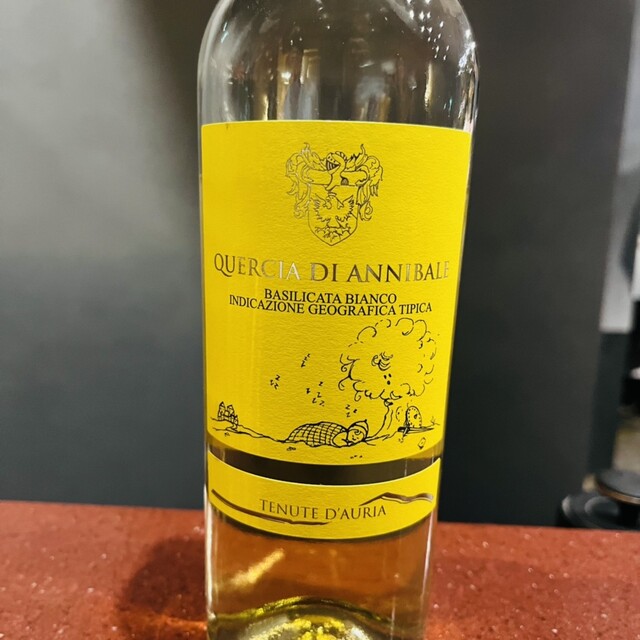 QUERCIA DI ANNIBALE
BASILICATA BIANCO
INDICAZIONE GEOGRAFICA TIPICA
TENUTE D'AURIA